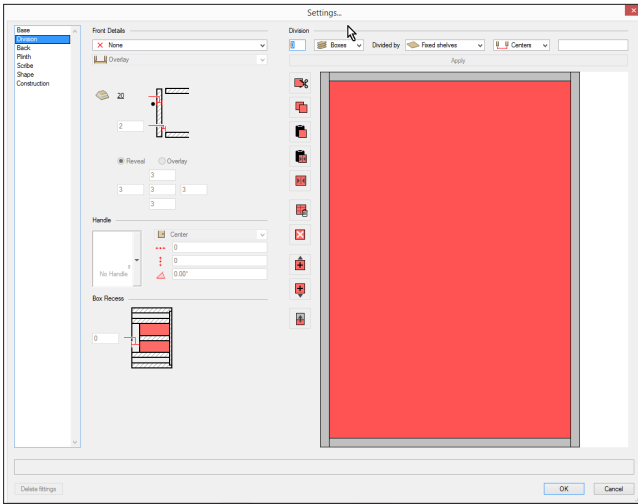 Settings...
Base
Division
Back
Plinth
Scribe
Shape
Construction
Front Details
None
Overlay
20
2
Reveal Overlay
3
3 3 3
3
Handle
No Handle
Center
0
0
0.00°
Box Recess
0
Division
Boxes Divided by Fixed shelves Centers
Apply
Delete fittings
OK Cancel